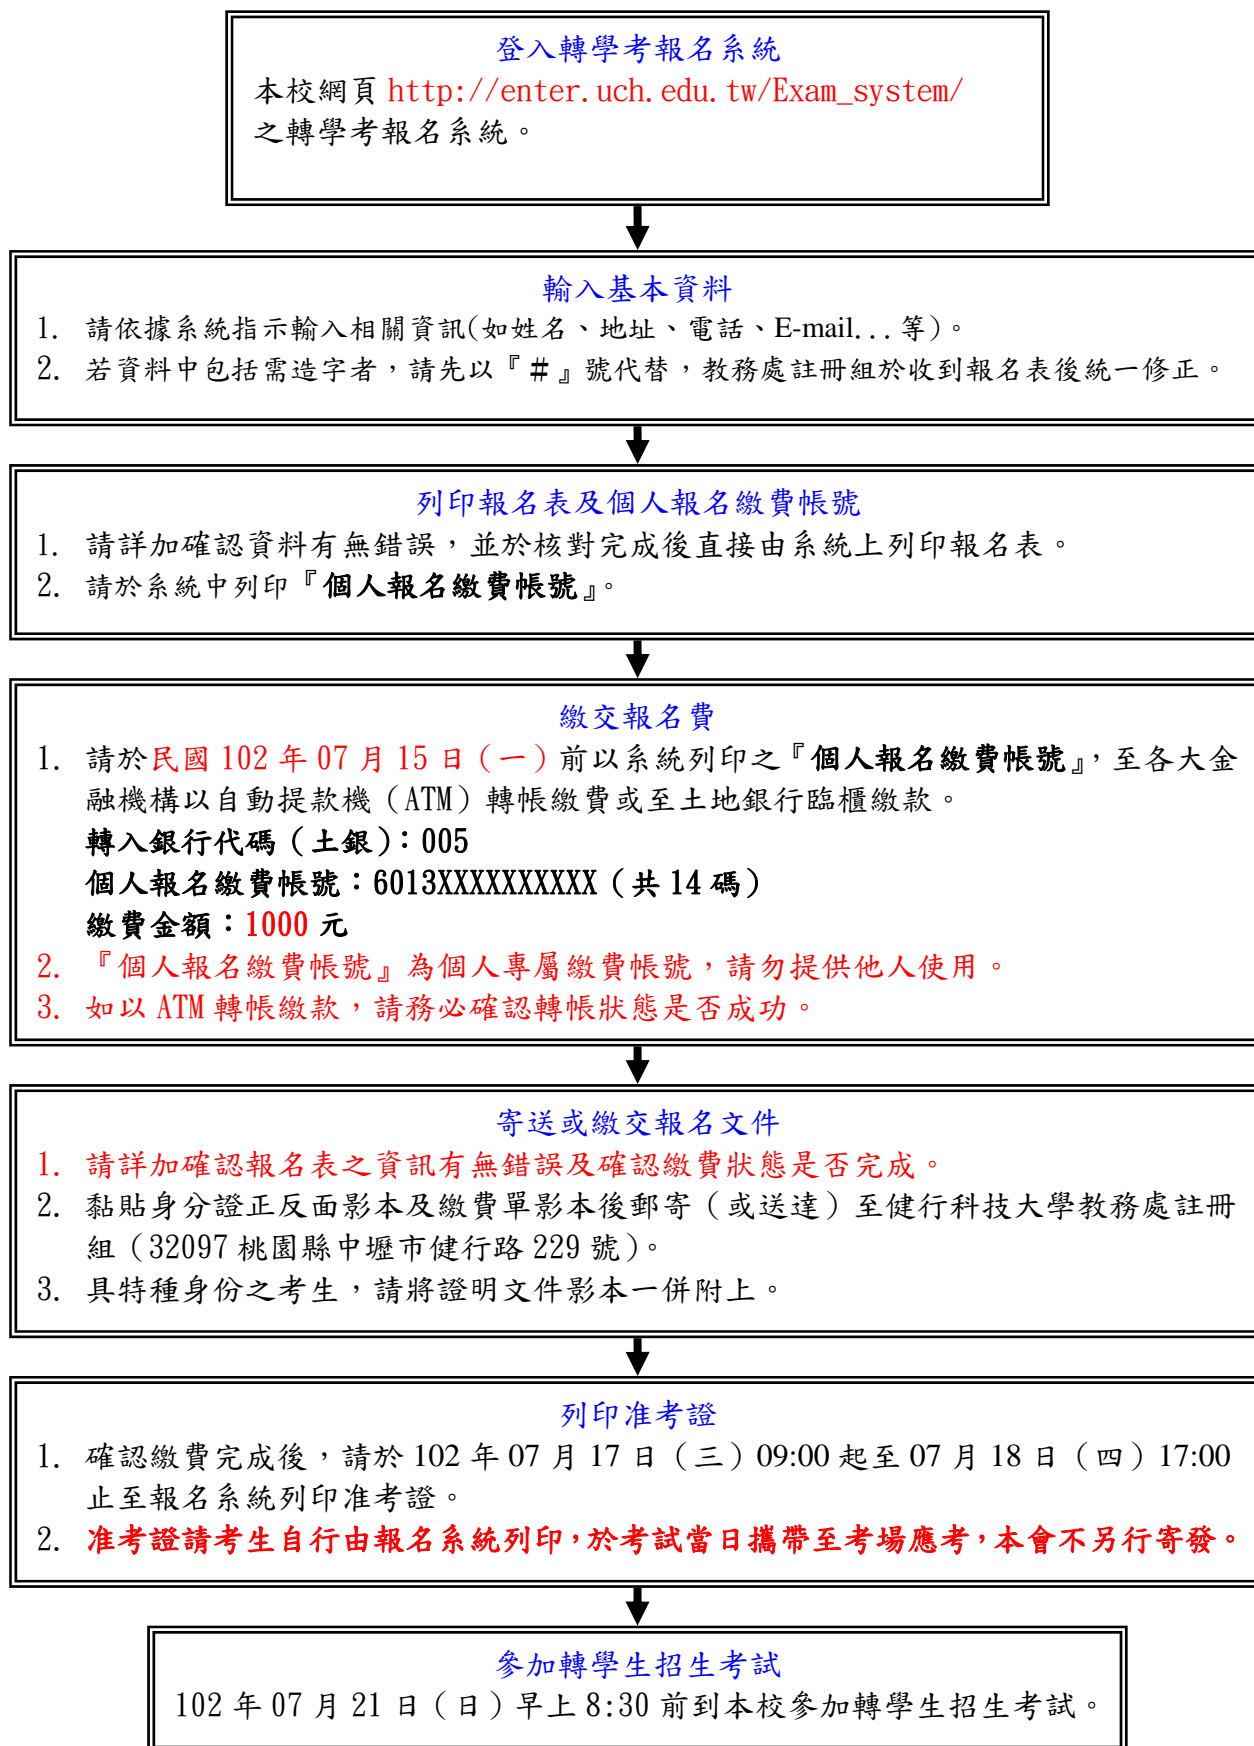 登入轉學考報名系統
本校網頁 http://enter.uch.edu.tw/Exam_system/
之轉學考報名系統。
輸入基本資料
1. 請依據系統指示輸入相關資訊(如姓名、地址、電話、E-mail...等)。
2. 若資料中包括需造字者，請先以『＃』號代替，教務處註冊組於收到報名表後統一修正。
列印報名表及個人報名繳費帳號
1. 請詳加確認資料有無錯誤，並於核對完成後直接由系統上列印報名表。
2. 請於系統中列印『個人報名繳費帳號』。
繳交報名費
1. 請於民國 102 年 07 月 15 日（一）前以系統列印之『個人報名繳費帳號』，至各大金
融機構以自動提款機（ATM）轉帳繳費或至土地銀行臨櫃繳款。
轉入銀行代碼（土銀）：005
個人報名繳費帳號：6013XXXXXXXXXX（共 14 碼）
繳費金額：1000 元
2. 『個人報名繳費帳號』為個人專屬繳費帳號，請勿提供他人使用。
3. 如以 ATM 轉帳繳款，請務必確認轉帳狀態是否成功。
寄送或繳交報名文件
1. 請詳加確認報名表之資訊有無錯誤及確認繳費狀態是否完成。
2. 黏貼身分證正反面影本及繳費單影本後郵寄（或送達）至健行科技大學教務處註冊
組（32097 桃園縣中壢市健行路 229 號）。
3. 具特種身份之考生，請將證明文件影本一併附上。
列印准考證
1. 確認繳費完成後，請於 102 年 07 月 17 日（三）09:00 起至 07 月 18 日（四）17:00
止至報名系統列印准考證。
2. 准考證請考生自行由報名系統列印，於考試當日攜帶至考場應考，本會不另行寄發。
參加轉學生招生考試
102 年 07 月 21 日（日）早上 8:30 前到本校參加轉學生招生考試。